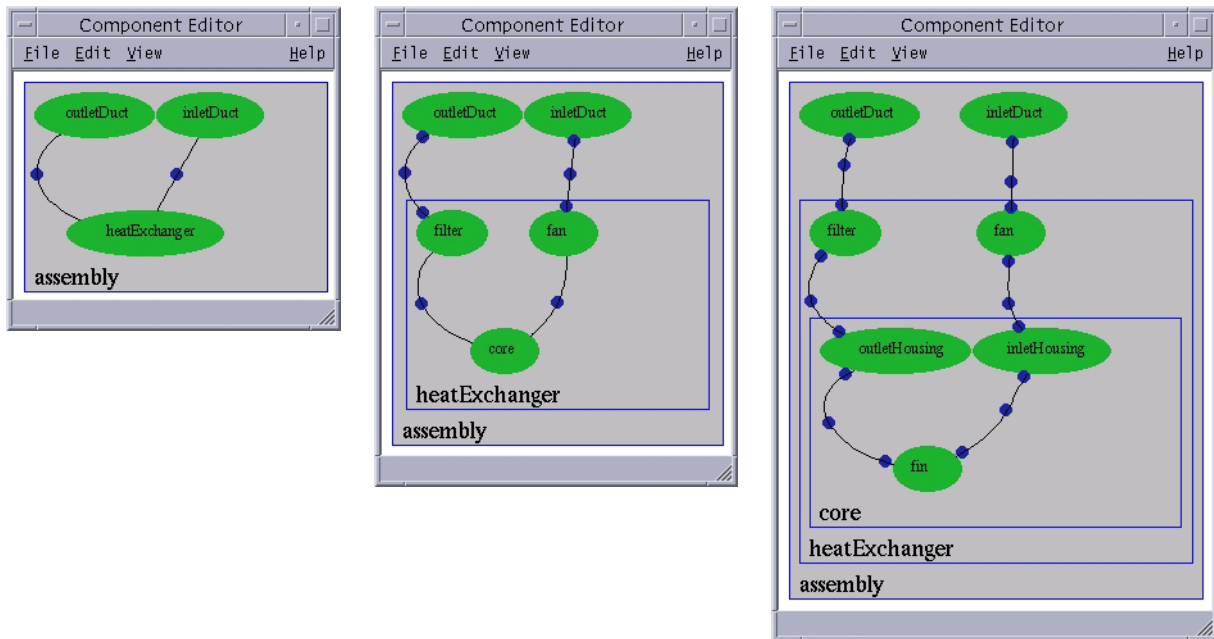 Component Editor
File Edit View Help
outletDuct inletDuct
heatExchanger
assembly
Component Editor
File Edit View Help
outletDuct inletDuct
filter fan
core
heatExchanger
assembly
Component Editor
File Edit View Help
outletDuct inletDuct
filter fan
outletHousing inletHousing
fin
core
heatExchanger
assembly